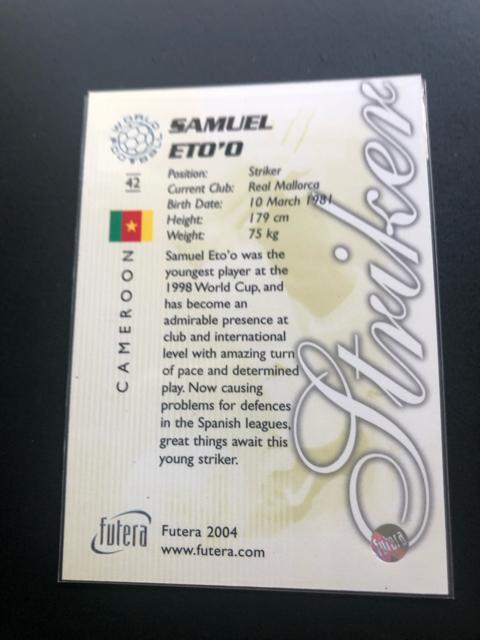 WORLD FOOTBALL
SAMUEL
ETO'O
42
Position: Striker
Current Club: Real Mallorca
Birth Date: 10 March 1981
Height: 179 cm
Weight: 75 kg
CAMEROON
Samuel Eto'o was the
youngest player at the
1998 World Cup, and
has become an
admirable presence at
club and international
level with amazing turn
of pace and determined
play. Now causing
problems for defences
in the Spanish leagues,
great things await this
young striker.
Striker
futera
Futera 2004
www.futera.com
futera